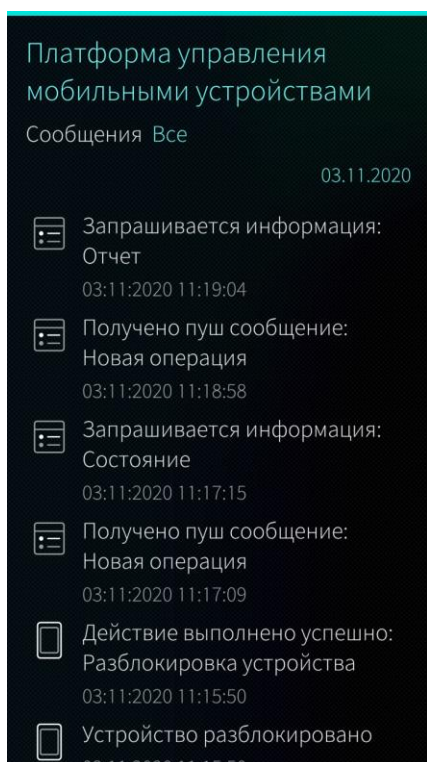 Платформа управления
мобильными устройствами
Сообщения Все
03.11.2020
Запрашивается информация:
Отчет
03:11:2020 11:19:04
Получено пуш сообщение:
Новая операция
03:11:2020 11:18:58
Запрашивается информация:
Состояние
03:11:2020 11:17:15
Получено пуш сообщение:
Новая операция
03:11:2020 11:17:09
Действие выполнено успешно:
Разблокировка устройства
03:11:2020 11:15:50
Устройство разблокировано